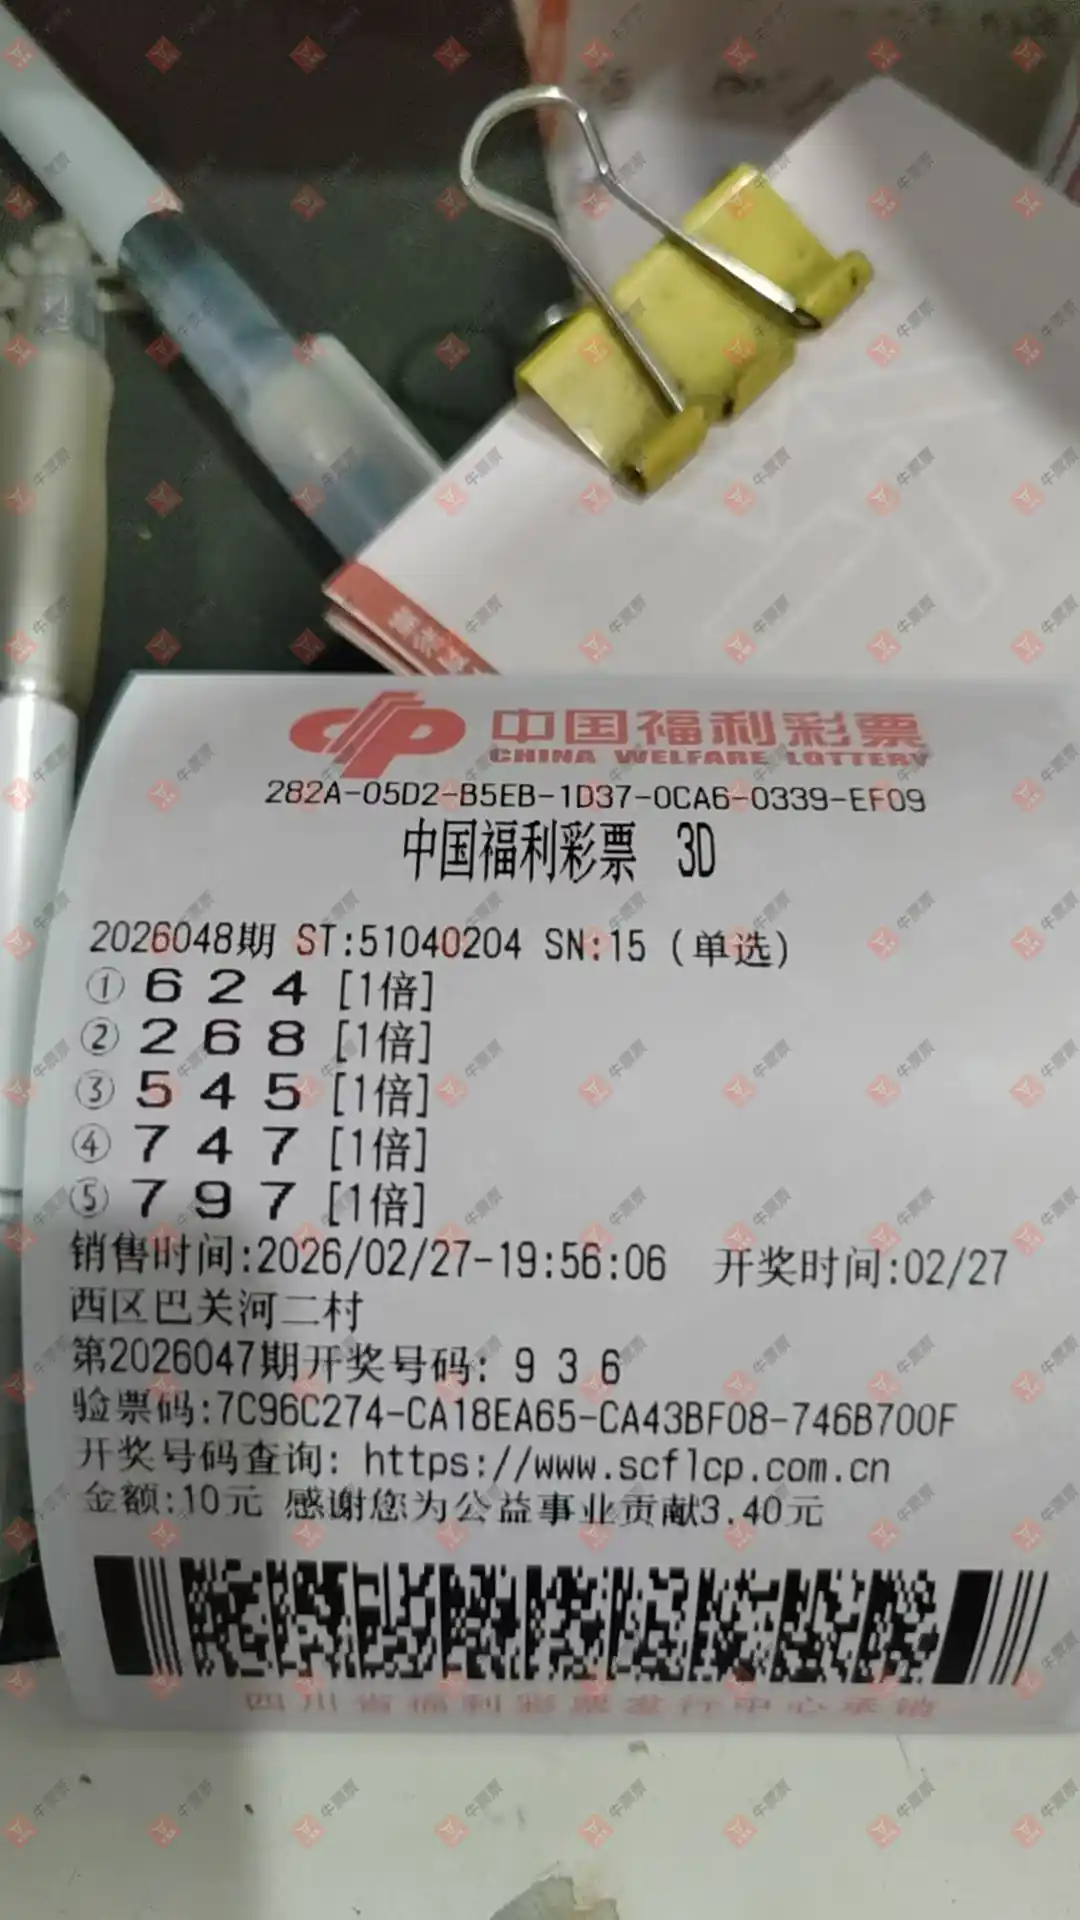 中国福利彩票
CHINA WELFARE LOTTERY
282A-05D2-B5EB-1D37-0CA6-0339-EF09
中国福利彩票 3D
2026048期 ST:51040204 SN:15 (单选)
① 6 2 4 [1倍]
② 2 6 8 [1倍]
③ 5 4 5 [1倍]
④ 7 4 7 [1倍]
⑤ 7 9 7 [1倍]
销售时间:2026/02/27-19:56:06 开奖时间:02/27
西区巴关河二村
第2026047期开奖号码: 9 3 6
验票码:7C96C274-CA18EA65-CA43BF08-746B700F
开奖号码查询: https://www.scflcp.com.cn
金额:10元 感谢您为公益事业贡献3.40元
四川省福利彩票发行中心承销
牛票票